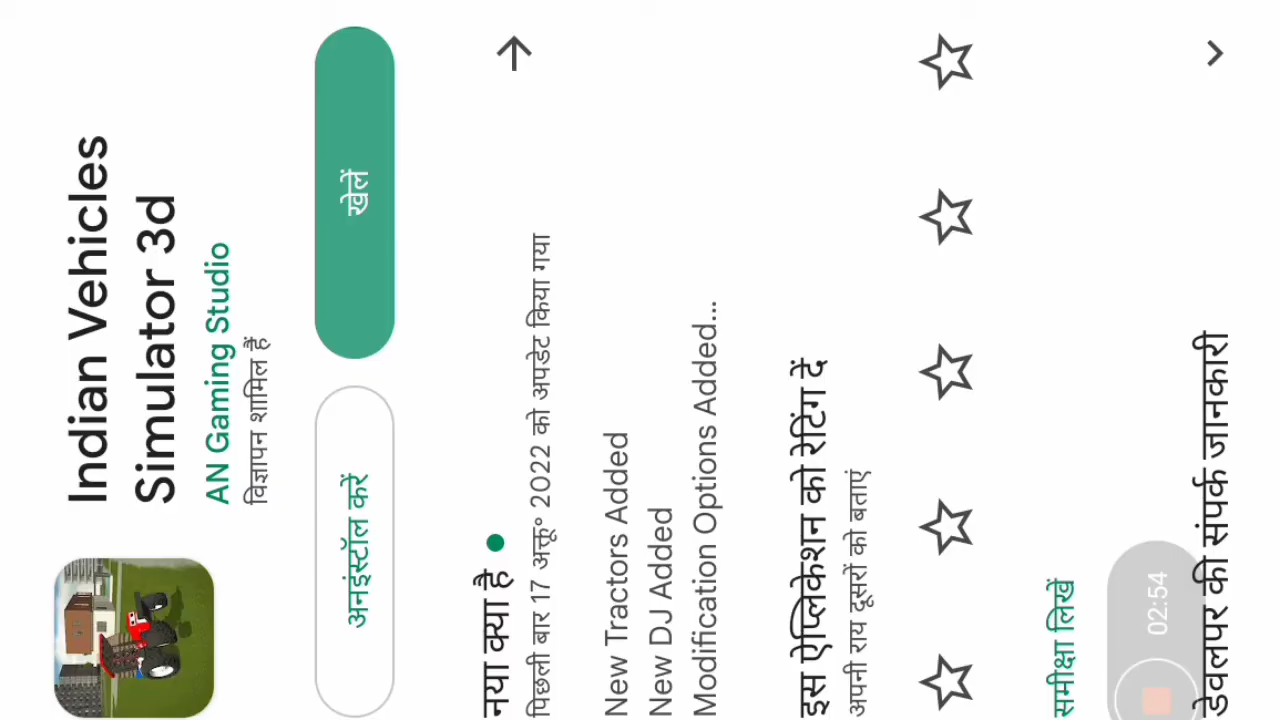 Indian Vehicles
Simulator 3d
AN Gaming Studio
विज्ञापन शामिल हैं
अनइंस्टॉल करें
खेलें
नया क्या है
पिछली बार 17 अक्तू॰ 2022 को अपडेट किया गया
New Tractors Added
New DJ Added
Modification Options Added...
इस ऐप्लिकेशन को रेटिंग दें
अपनी राय दूसरों को बताएं
समीक्षा लिखें
02:54
डेवलपर की संपर्क जानकारी